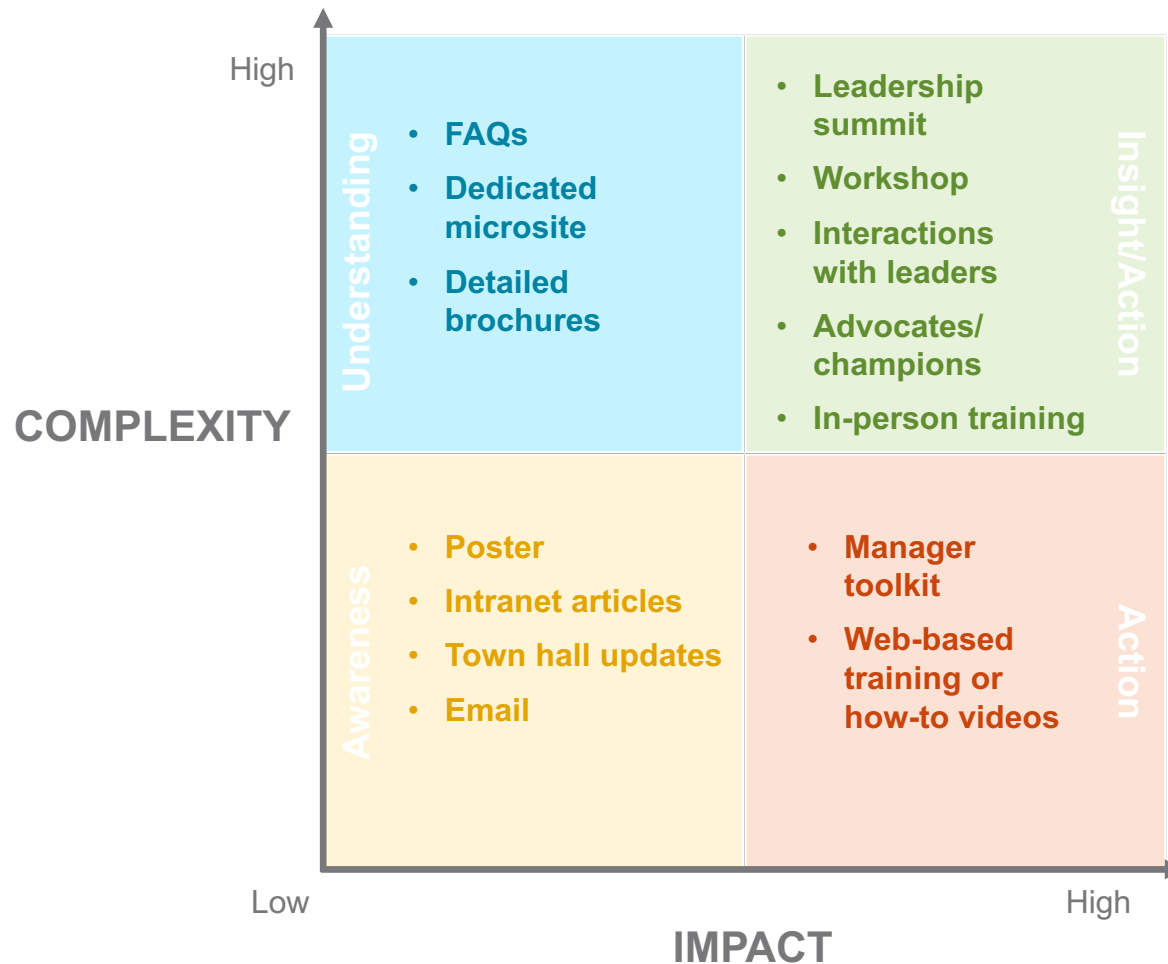 High
COMPLEXITY
Understanding
• FAQs
• Dedicated
microsite
• Detailed
brochures
• Leadership
summit
• Workshop
• Interactions
with leaders
• Advocates/
champions
• In-person training
Insight/Action
Awareness
• Poster
• Intranet articles
• Town hall updates
• Email
• Manager
toolkit
• Web-based
training or
how-to videos
Action
Low
High
IMPACT